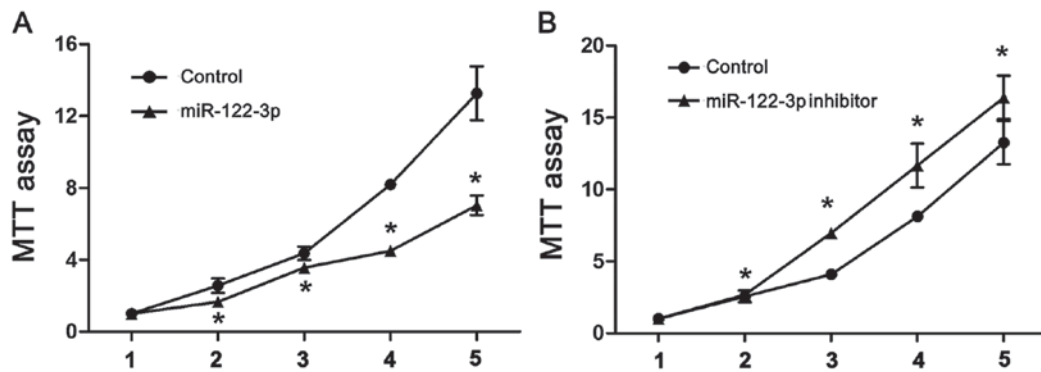 A
MTT assay
16
12
8
4
0
Control
miR-122-3p
*
*
*
*
1 2 3 4 5
B
MTT assay
20
15
10
5
0
Control
miR-122-3p inhibitor
*
*
*
*
1 2 3 4 5